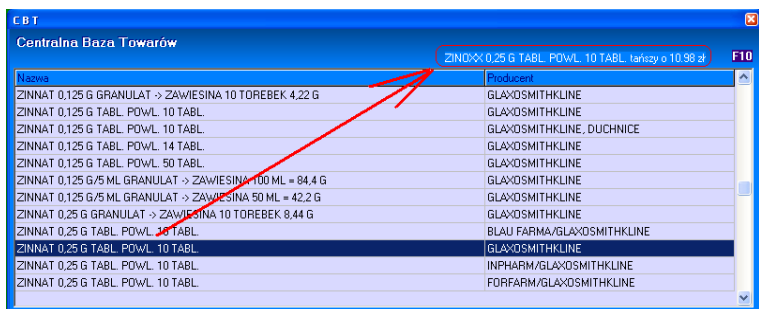 CBT
Centralna Baza Towarów
ZINOXX 0,25 G TABL. POWL. 10 TABL. tańszy o 10.98 zł
F10
Nazwa Producent
ZINNAT 0,125 G GRANULAT -> ZAWIESINA 10 TOREBEK 4,22 G GLAXOSMITHKLINE
ZINNAT 0,125 G TABL. POWL. 10 TABL. GLAXOSMITHKLINE
ZINNAT 0,125 G TABL. POWL. 10 TABL. GLAXOSMITHKLINE, DUCHNICE
ZINNAT 0,125 G TABL. POWL. 14 TABL. GLAXOSMITHKLINE
ZINNAT 0,125 G TABL. POWL. 50 TABL. GLAXOSMITHKLINE
ZINNAT 0,125 G/5 ML GRANULAT -> ZAWIESINA 100 ML = 84,4 G GLAXOSMITHKLINE
ZINNAT 0,125 G/5 ML GRANULAT -> ZAWIESINA 50 ML = 42,2 G GLAXOSMITHKLINE
ZINNAT 0,25 G GRANULAT -> ZAWIESINA 10 TOREBEK 8,44 G GLAXOSMITHKLINE
ZINNAT 0,25 G TABL. POWL. 10 TABL. BLAU FARMA/GLAXOSMITHKLINE
ZINNAT 0,25 G TABL. POWL. 10 TABL. GLAXOSMITHKLINE
ZINNAT 0,25 G TABL. POWL. 10 TABL. INPHARM/GLAXOSMITHKLINE
ZINNAT 0,25 G TABL. POWL. 10 TABL. FORFARM/GLAXOSMITHKLINE